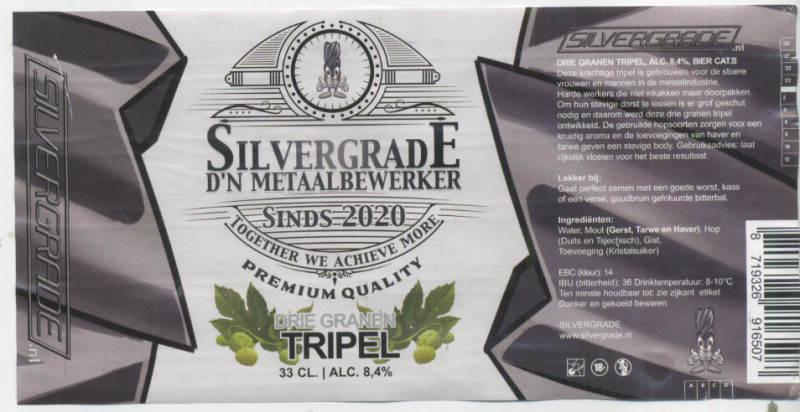 SILVERGRADE
.nl
SILVERGRADE
D'N METAALBEWERKER
SINDS 2020
TOGETHER WE ACHIEVE MORE
PREMIUM QUALITY
DRIE GRANEN
TRIPEL
33 CL. | ALC. 8,4%
SILVERGRADE
.nl
DRIE GRANEN TRIPEL, ALC. 8,4%, BIER CAT.S
Deze krachtige tripel is gebrouwen voor de stoere
vrouwen en mannen in de metaalindustrie.
Harde werkers die niet inkakken maar doorpakken.
Om hun stevige dorst te lessen is er grof geschut
nodig en daarom werd deze drie granen tripel
ontwikkeld. De gebruikte hopsoorten zorgen voor een
kruidig aroma en de toevoegingen van haver en
tarwe geven een stevige body. Gebruiksadvies: laat
rijkelijk vloeien voor het beste resultaat.
Lekker bij:
Gaat perfect samen met een goede worst, kaas
of een verse, goudbruin gefrituurde bitterbal.
Ingrediënten:
Water, Mout (Gerst, Tarwe en Haver), Hop
(Duits en Tsjechisch), Gist,
Toevoeging (Kristalsuiker)
EBC (kleur): 14
IBU (bitterheid): 36 Drinktemperatuur: 8-10°C
Ten minste houdbaar tot: zie zijkant etiket
Donker en gekoeld bewaren
SILVERGRADE
www.silvergrade.nl
18+
8 719326 916507
A B C D